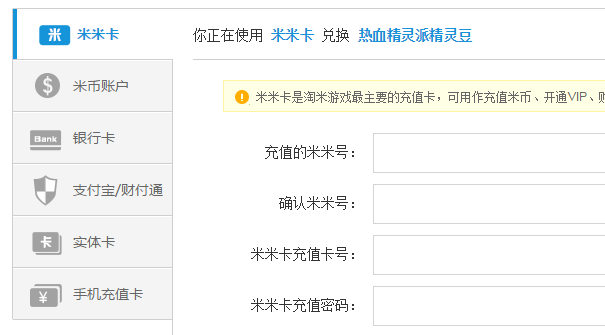 米 米米卡
$ 米币账户
Bank 银行卡
支付宝/财付通
卡 实体卡
¥ 手机充值卡
你正在使用 米米卡 兑换 热血精灵派精灵豆
! 米米卡是淘米游戏最主要的充值卡，可用作充值米币、开通VIP、
充值的米米号：
确认米米号：
米米卡充值卡号：
米米卡充值密码：